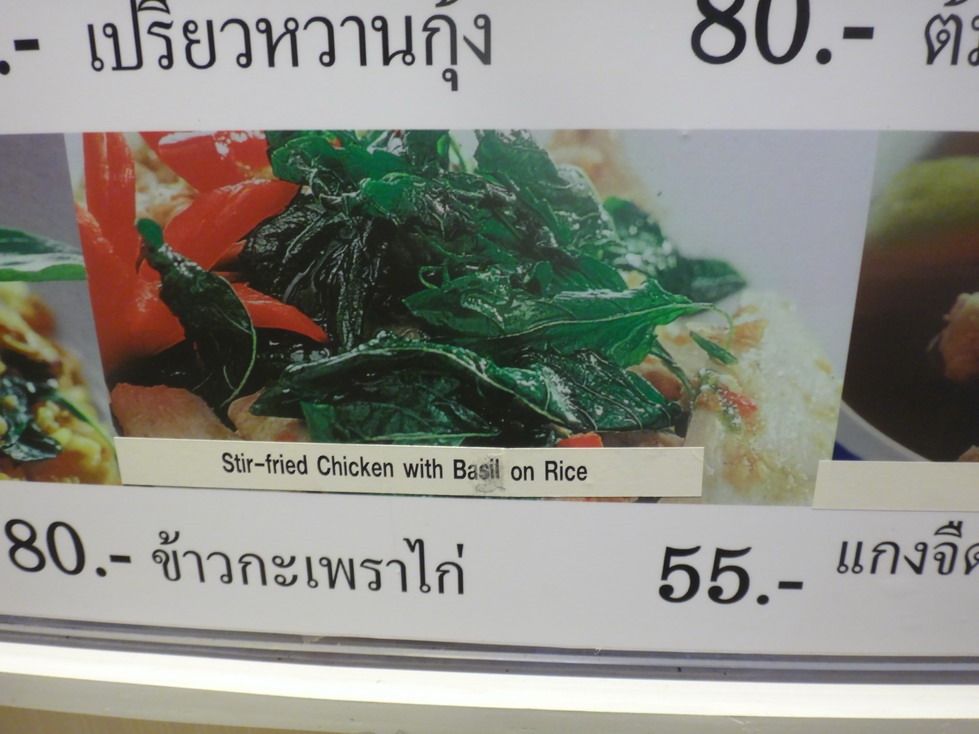 .- เปรี้ยวหวานกุ้ง 80.-
Stir-fried Chicken with Basil on Rice
80.- ข้าวกะเพราไก่ 55.- แกงจืด